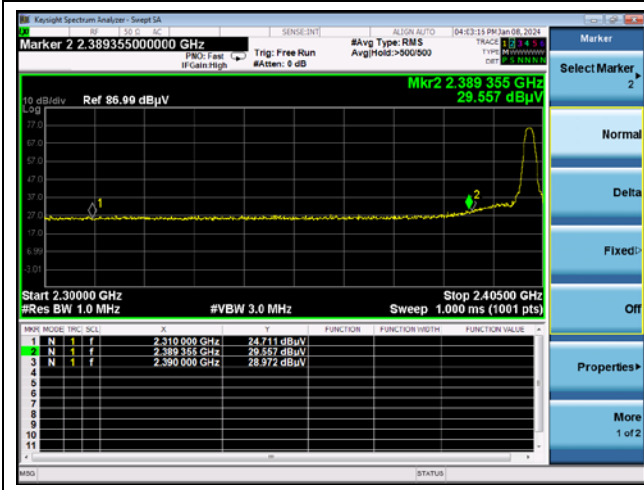 Keysight Spectrum Analyzer - Swept SA
RF 50 Ω AC SENSE:INT ALIGN AUTO 04:03:15 PM Jan 08, 2024
Marker 2 2.389355000000 GHz
PNO: Fast
IFGain:High
Trig: Free Run
#Atten: 0 dB
#Avg Type: RMS
Avg|Hold:>500/500
TRACE 1 2 3 4 5 6
TYPE M WWWWW
DET P S N N N N
Mkr2 2.389 355 GHz
29.557 dBµV
10 dB/div Ref 86.99 dBµV
Log
77.0
67.0
57.0
47.0
37.0
27.0
17.0
6.99
-3.01
1
2
Start 2.30000 GHz
Stop 2.40500 GHz
#Res BW 1.0 MHz
#VBW 3.0 MHz
Sweep 1.000 ms (1001 pts)
MKR MODE TRC SCL X Y FUNCTION FUNCTION WIDTH FUNCTION VALUE
1 N 1 f 2.310 000 GHz 24.711 dBµV
2 N 1 f 2.389 355 GHz 29.557 dBµV
3 N 1 f 2.390 000 GHz 28.972 dBµV
4
5
6
7
8
9
10
11
MSG
STATUS
Marker
Select Marker
2
Normal
Delta
Fixed
Off
Properties
More
1 of 2